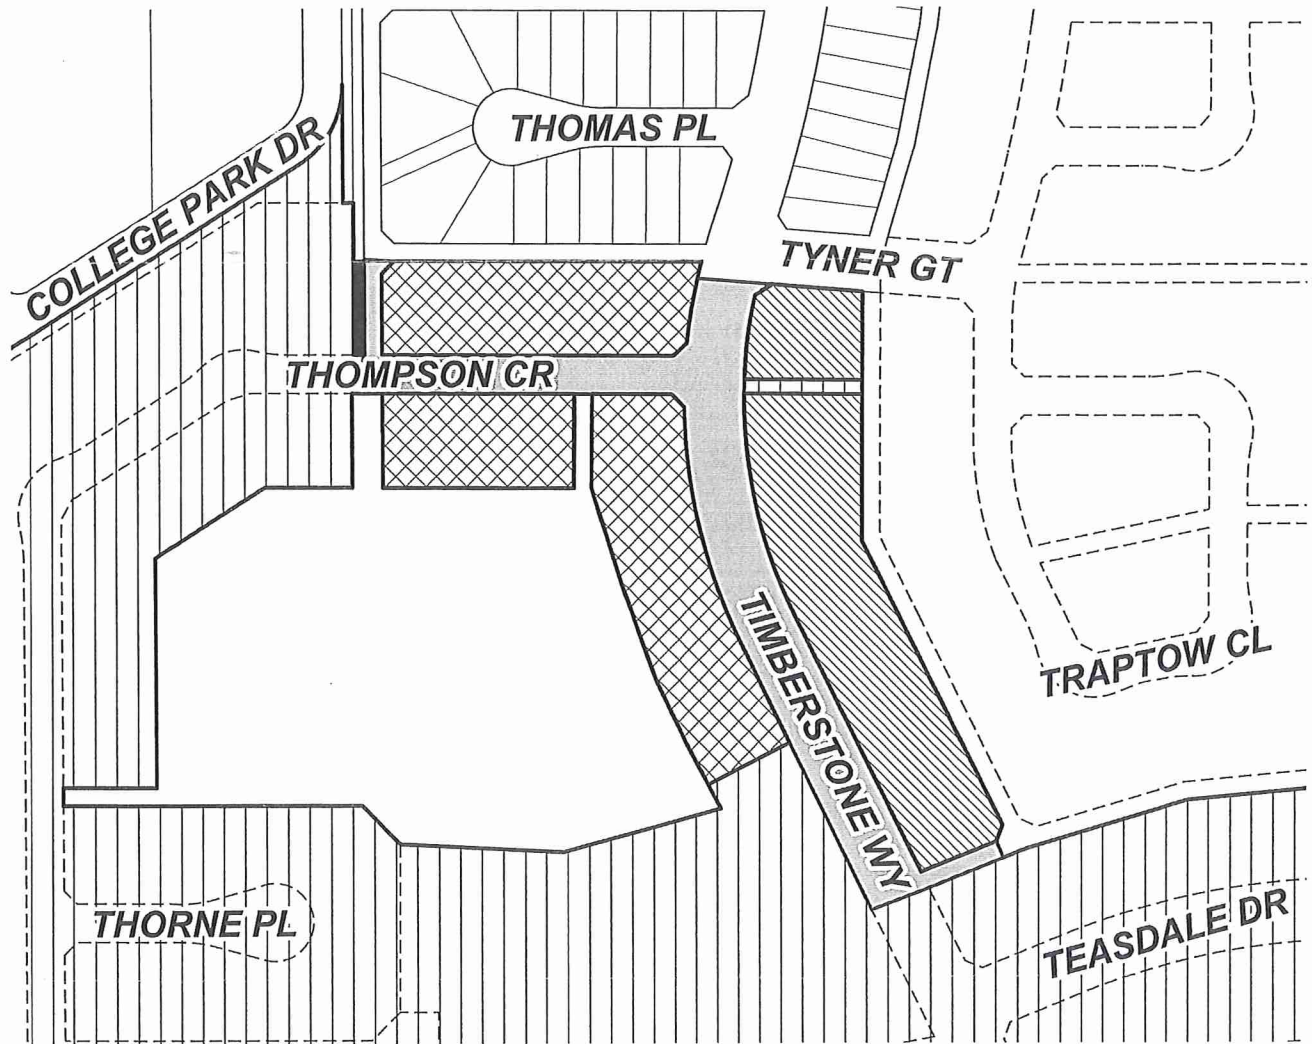 THOMAS PL
COLLEGE PARK DR
TYNER GT
THOMPSON CR
TIMBERSTONE WY
TRAPTOW CL
THORNE PL
TEASDALE DR